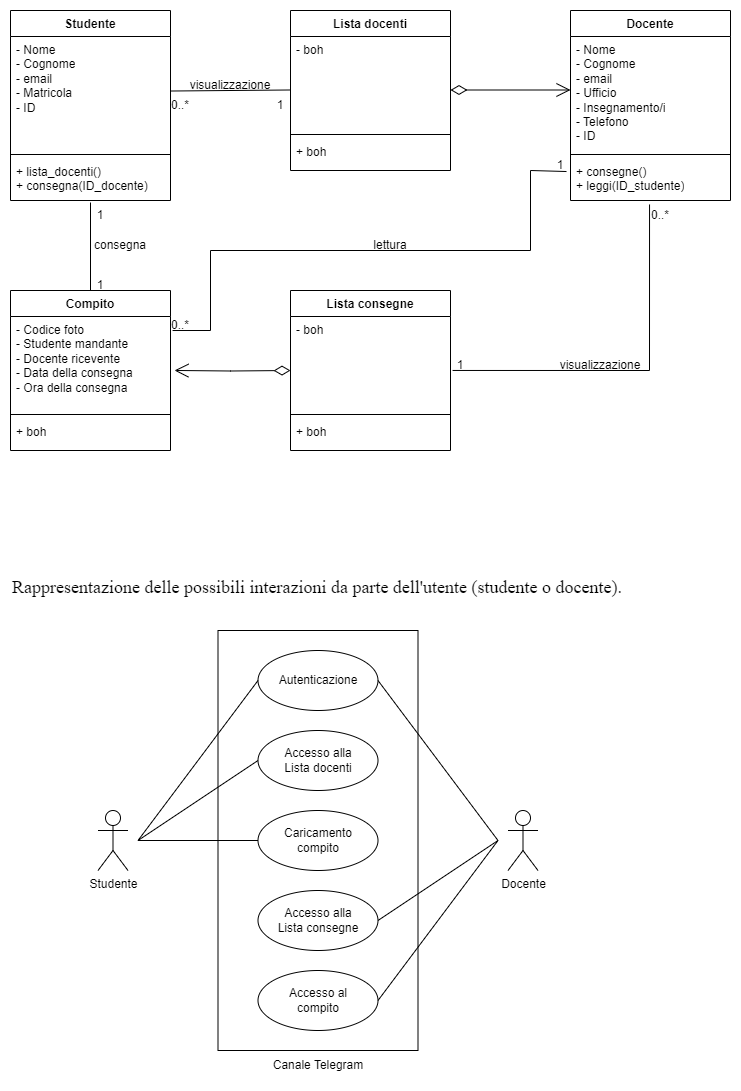 Studente
- Nome
- Cognome
- email
- Matricola
- ID
+ lista_docenti()
+ consegna(ID_docente)
visualizzazione
0..*
1
Lista docenti
- boh
+ boh
Docente
- Nome
- Cognome
- email
- Ufficio
- Insegnamento/i
- Telefono
- ID
+ consegne()
+ leggi(ID_studente)
1
0..*
1
consegna
1
lettura
0..*
Compito
- Codice foto
- Studente mandante
- Docente ricevente
- Data della consegna
- Ora della consegna
+ boh
Lista consegne
- boh
+ boh
1
visualizzazione
Rappresentazione delle possibili interazioni da parte dell'utente (studente o docente).
Autenticazione
Accesso alla
Lista docenti
Caricamento
compito
Studente
Docente
Accesso alla
Lista consegne
Accesso al
compito
Canale Telegram